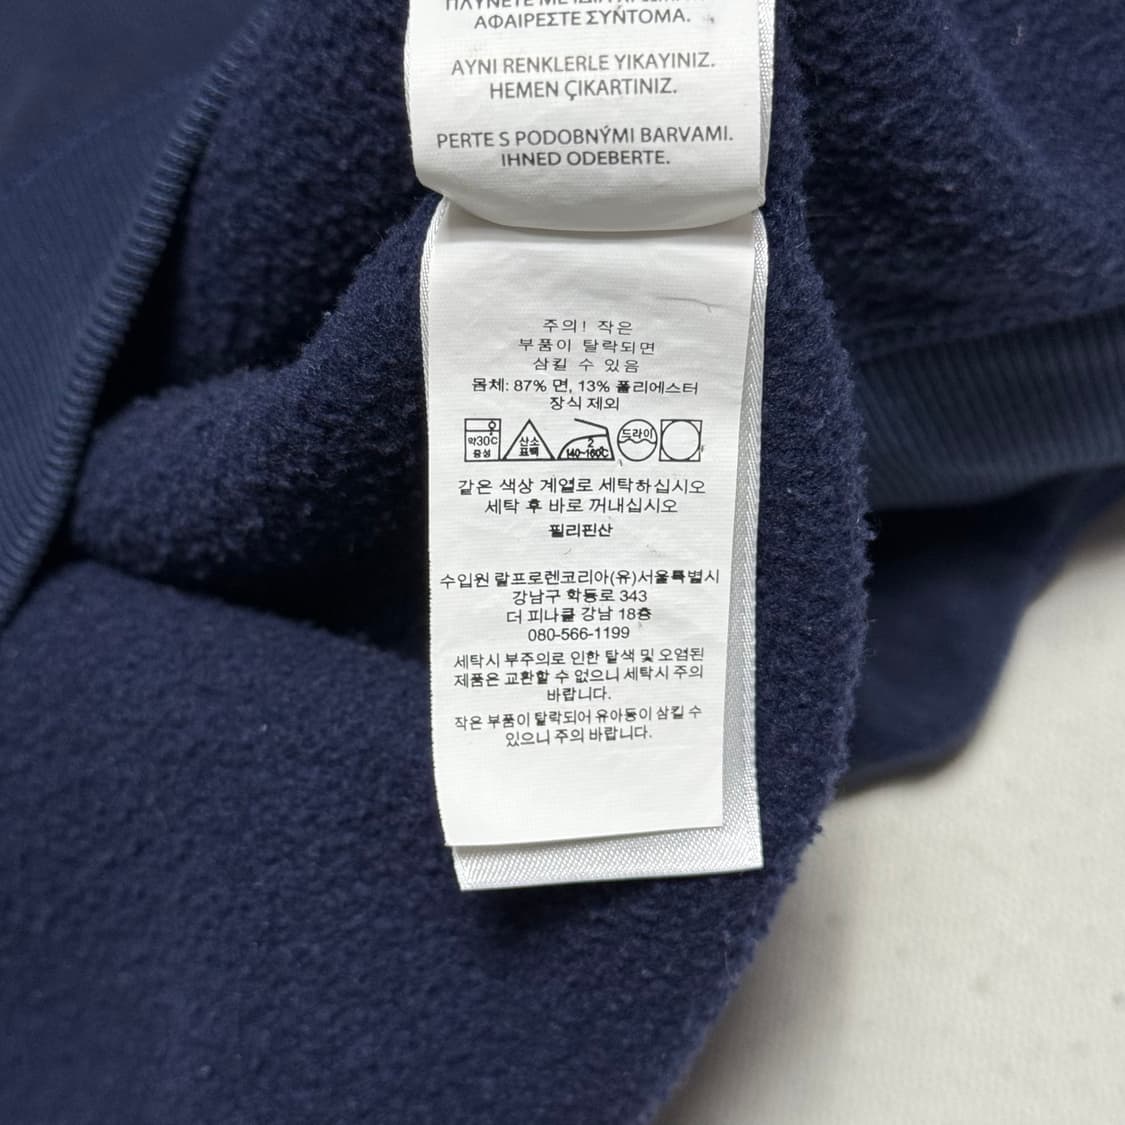 ΑΦΑΙΡΕΣΤΕ ΣΥΝΤΟΜΑ.
AYNI RENKLERLE YIKAYINIZ.
HEMEN ÇIKARTINIZ.
PERTE S PODOBNÝMI BARVAMI.
IHNED ODEBERTE.
주의! 작은
부품이 탈락되면
삼킬 수 있음
몸체: 87% 면, 13% 폴리에스터
장식 제외
약30℃
중성
산소
표백
2
140~160℃
드라이
같은 색상 계열로 세탁하십시오
세탁 후 바로 꺼내십시오
필리핀산
수입원 랄프로렌코리아(유)서울특별시
강남구 학동로 343
더 피나클 강남 18층
080-566-1199
세탁시 부주의로 인한 탈색 및 오염된
제품은 교환할 수 없으니 세탁시 주의
바랍니다.
작은 부품이 탈락되어 유아동이 삼킬 수
있으니 주의 바랍니다.